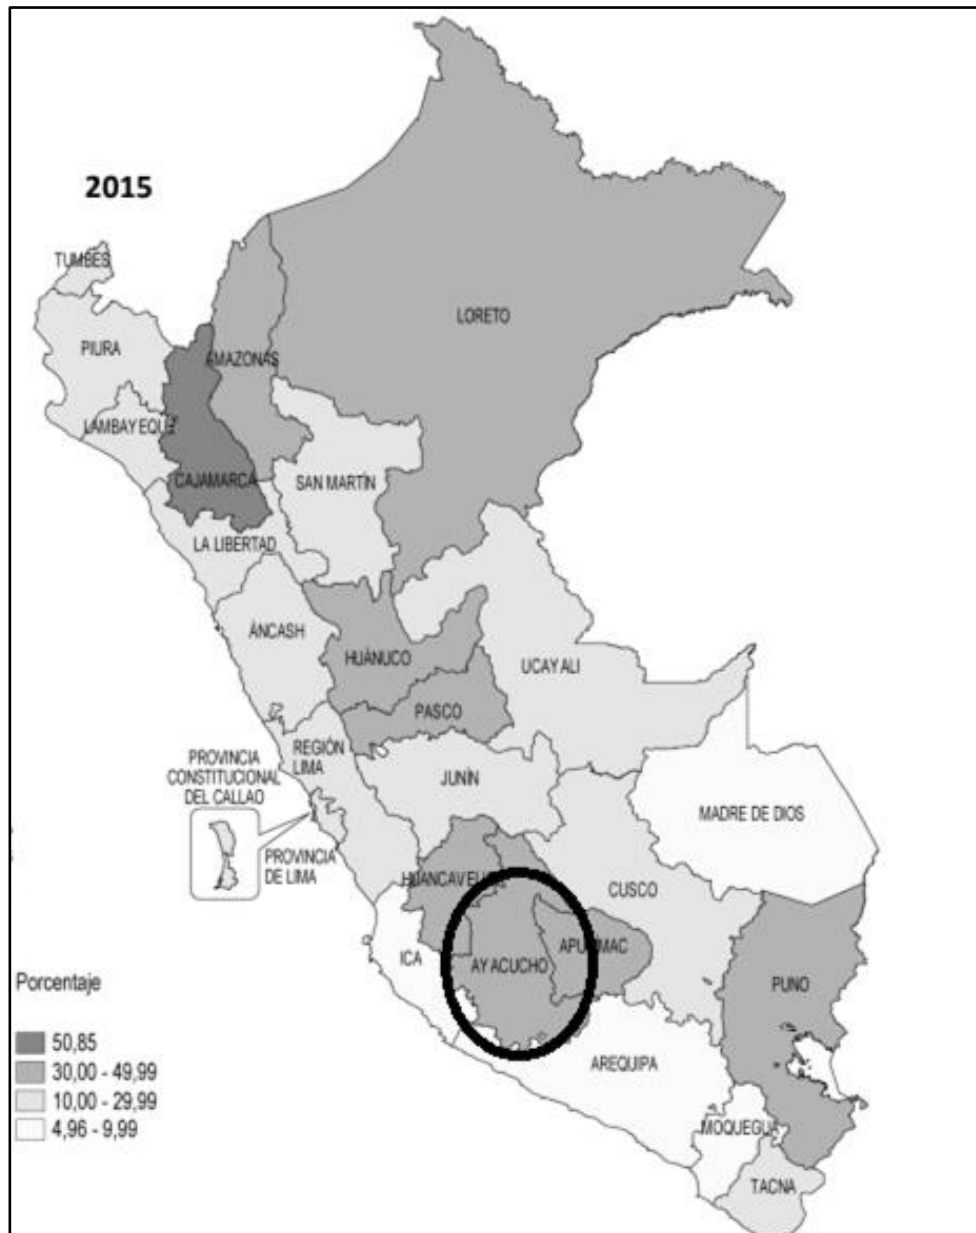 2015
TUMBES
LORETO
PIURA
AMAZONAS
LAMBAYEQUE
CAJAMARCA
SAN MARTÍN
LA LIBERTAD
ÁNCASH
HUÁNUCO
UCAYALI
PASCO
REGIÓN
LIMA
PROVINCIA
CONSTITUCIONAL
DEL CALLAO
JUNÍN
MADRE DE DIOS
PROVINCIA
DE LIMA
CUSCO
ICA
AYACUCHO
PUNO
AREQUIPA
MOQUEGUA
TACNA
Porcentaje
50,85
30,00 - 49,99
10,00 - 29,99
4,96 - 9,99